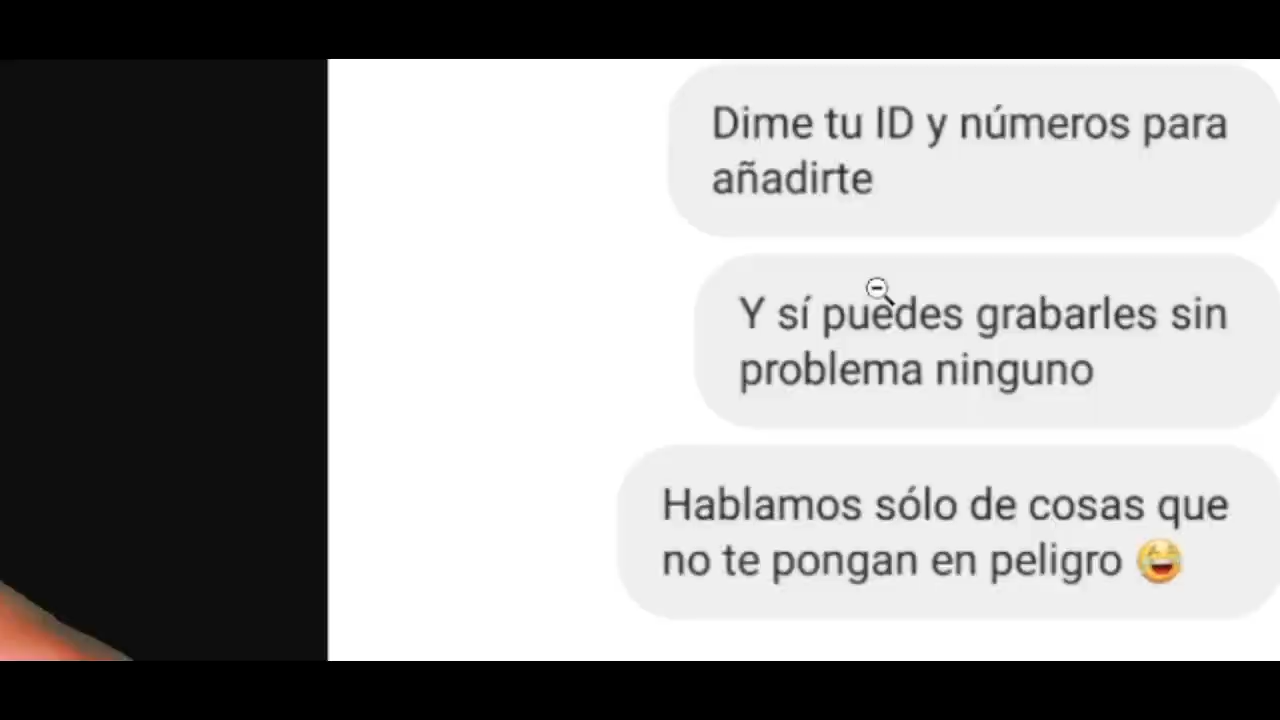 Dime tu ID y números para
añadirte
Y sí puedes grabarles sin
problema ninguno
Hablamos sólo de cosas que
no te pongan en peligro 😂